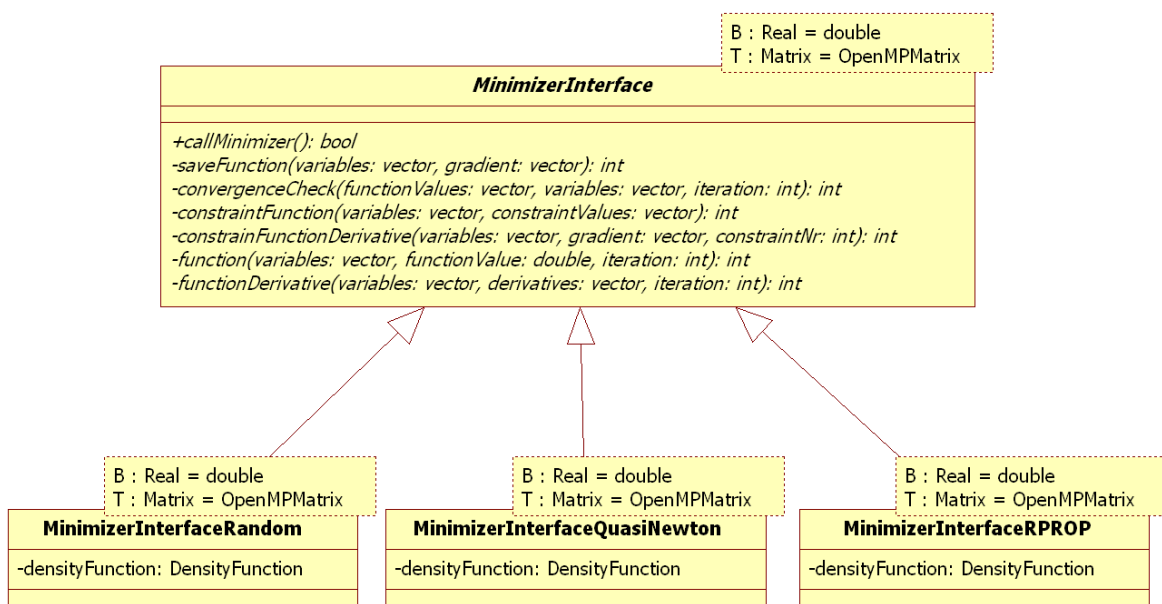 B : Real = double
T : Matrix = OpenMPMatrix
MinimizerInterface
+callMinimizer(): bool
-saveFunction(variables: vector, gradient: vector): int
-convergenceCheck(functionValues: vector, variables: vector, iteration: int): int
-constraintFunction(variables: vector, constraintValues: vector): int
-constrainFunctionDerivative(variables: vector, gradient: vector, constraintNr: int): int
-function(variables: vector, functionValue: double, iteration: int): int
-functionDerivative(variables: vector, derivatives: vector, iteration: int): int
B : Real = double
T : Matrix = OpenMPMatrix
MinimizerInterfaceRandom
-densityFunction: DensityFunction
B : Real = double
T : Matrix = OpenMPMatrix
MinimizerInterfaceQuasiNewton
-densityFunction: DensityFunction
B : Real = double
T : Matrix = OpenMPMatrix
MinimizerInterfaceRPROP
-densityFunction: DensityFunction